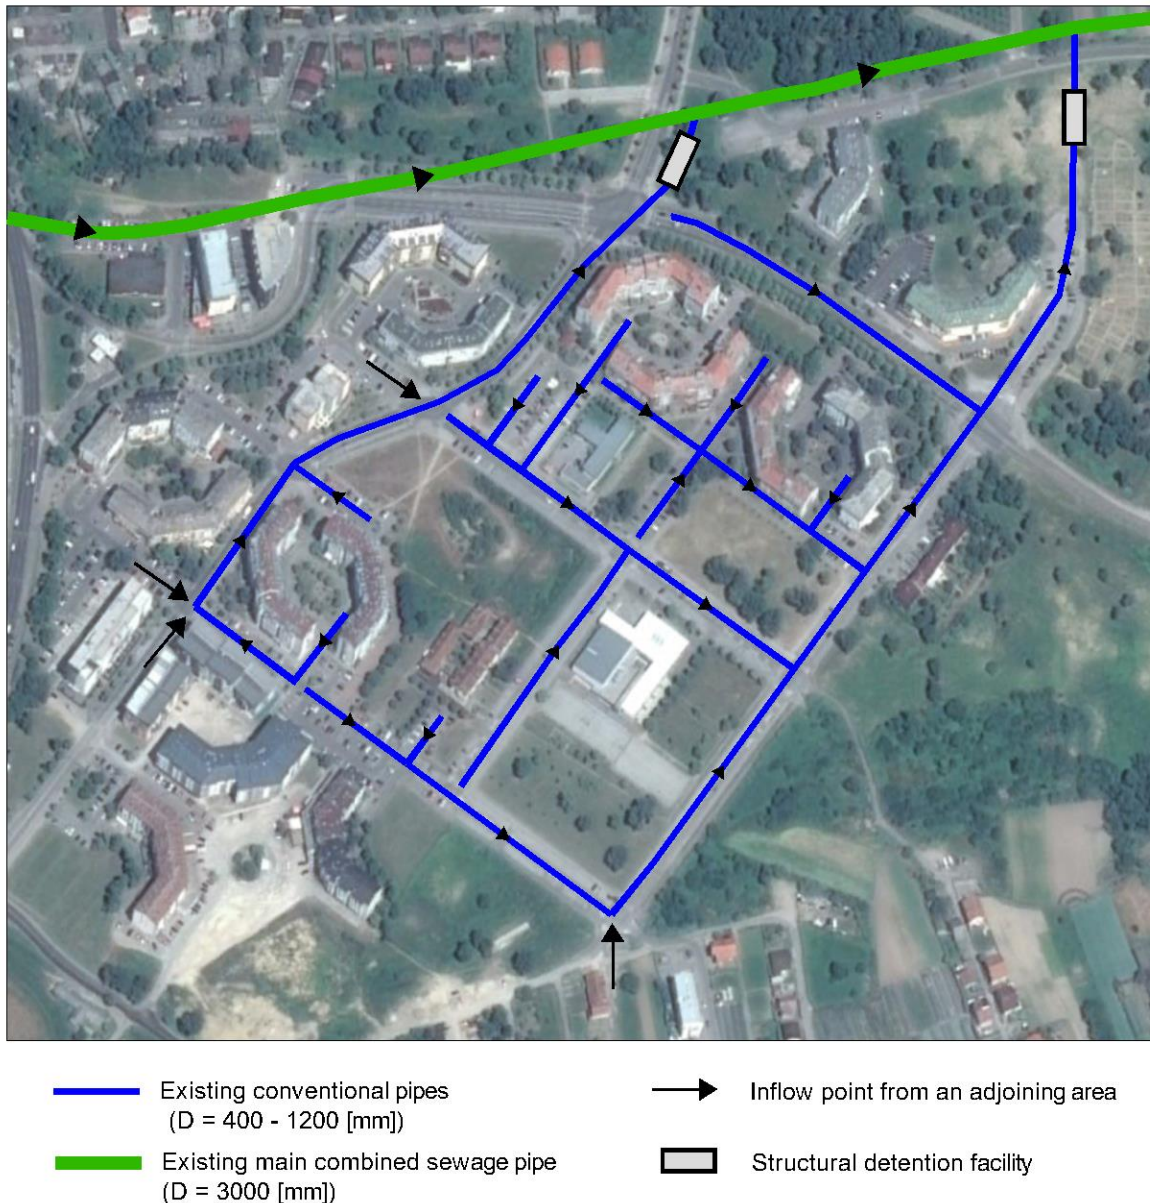 Existing conventional pipes
(D = 400 - 1200 [mm])
Inflow point from an adjoining area
Existing main combined sewage pipe
(D = 3000 [mm])
Structural detention facility